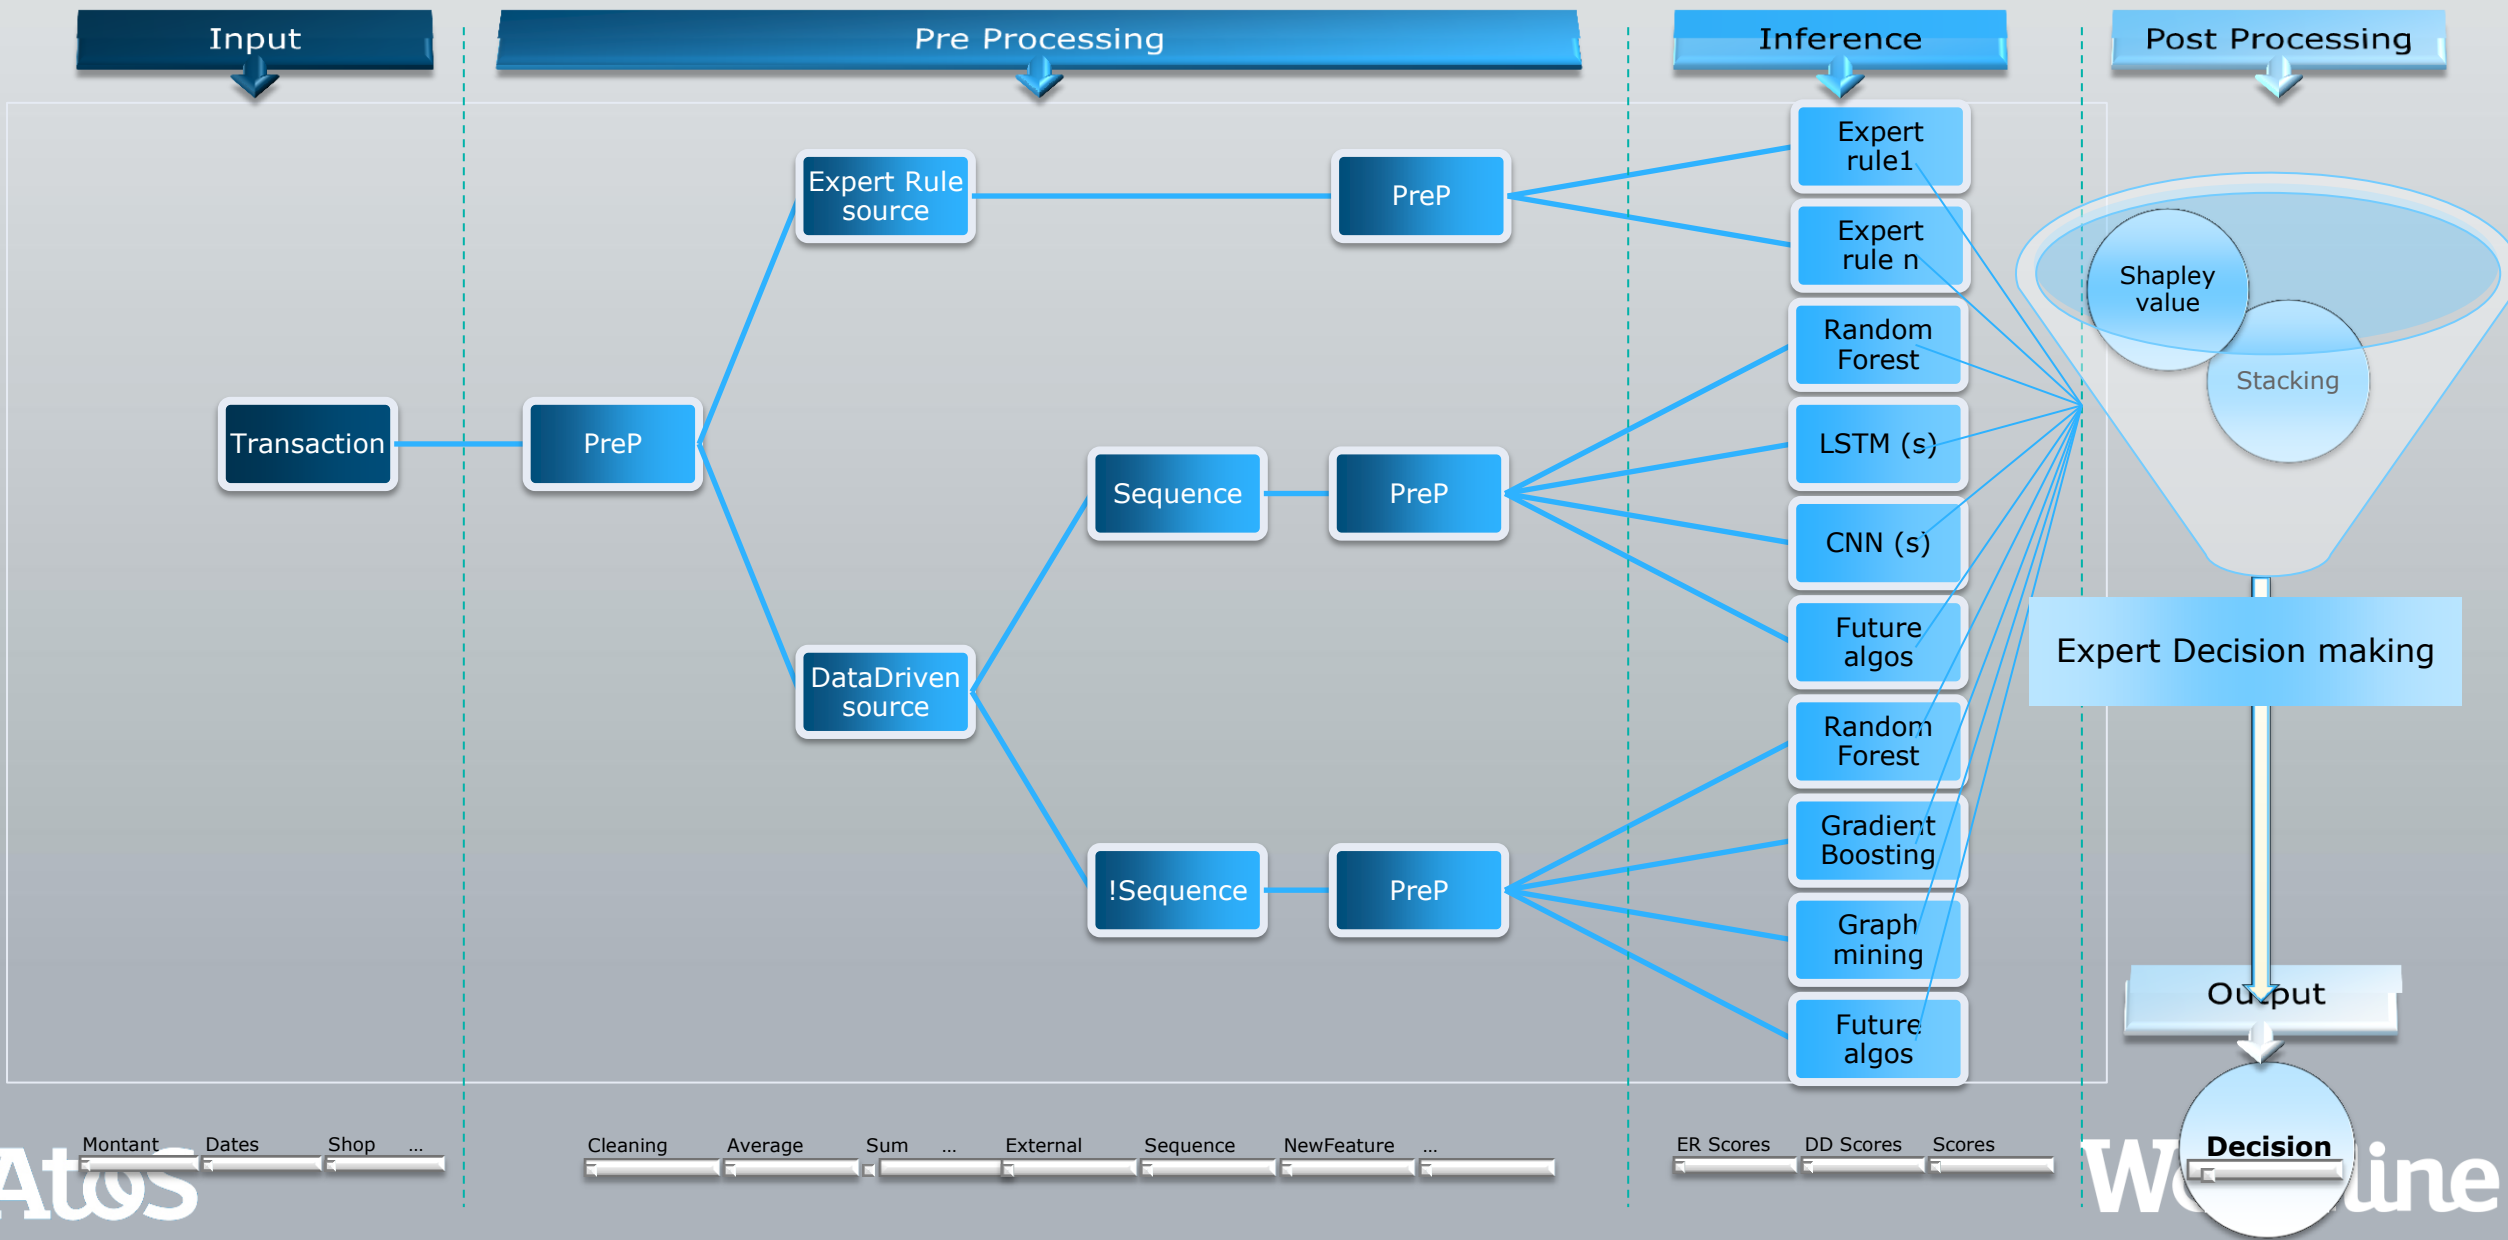 Input
Pre Processing
Inference
Post Processing
Expert
rule1
Expert Rule
source
PreP
Expert
rule n
Shapley
value
Random
Forest
Stacking
Transaction
PreP
LSTM (s)
Sequence
PreP
CNN (s)
Future
algos
Expert Decision making
DataDriven
source
Random
Forest
Gradient
Boosting
!Sequence
PreP
Graph
mining
Output
Future
algos
Montant
Dates
Shop
...
Cleaning
Average
Sum
...
External
Sequence
NewFeature
...
ER Scores
DD Scores
Scores
Decision
Atos